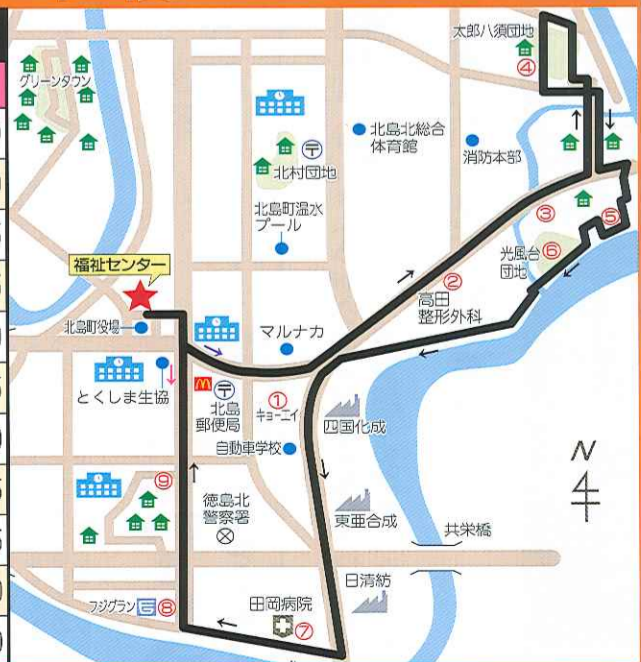 太郎八須団地
④
グリーンタウン
北島北総合
体育館
消防本部
〒
北村団地
北島町温水
プール
③
⑤
光風台
団地
⑥
福祉センター
②
高田
整形外科
北島町役場
マルナカ
とくしま生協
〒
北島
郵便局
①
キョーエイ
四国化成
自動車学校
N
⑨
徳島北
警察署
東亜合成
共栄橋
日清紡
フジグラン
⑧
田岡病院
⑦